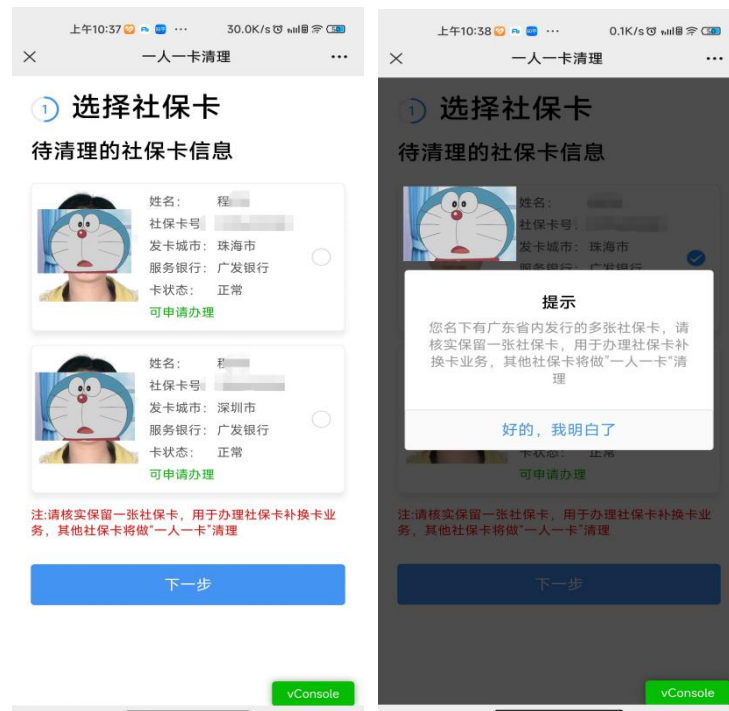 上午10:37 ··· 30.0K/s
一人一卡清理
1 选择社保卡
待清理的社保卡信息
姓名: 程
社保卡号
发卡城市: 珠海市
服务银行: 广发银行
卡状态: 正常
可申请办理
姓名:
社保卡号
发卡城市: 深圳市
服务银行: 广发银行
卡状态: 正常
可申请办理
注:请核实保留一张社保卡，用于办理社保卡补换卡业
务，其他社保卡将做“一人一卡”清理
下一步
vConsole
上午10:38 ··· 0.1K/s
一人一卡清理
1 选择社保卡
待清理的社保卡信息
姓名:
社保卡号
发卡城市: 珠海市
服务银行: 广发银行
提示
您名下有广东省内发行的多张社保卡，请
核实保留一张社保卡，用于办理社保卡补
换卡业务，其他社保卡将做“一人一卡”清
理
好的，我明白了
卡状态: 正常
可申请办理
注:请核实保留一张社保卡，用于办理社保卡补换卡业
务，其他社保卡将做“一人一卡”清理
下一步
vConsole